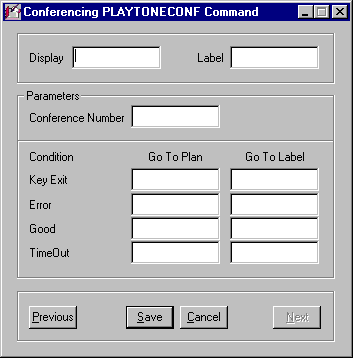 Conferencing PLAYTONECONF Command
Display Label
Parameters
Conference Number
Condition Go To Plan Go To Label
Key Exit
Error
Good
TimeOut
Previous Save Cancel Next